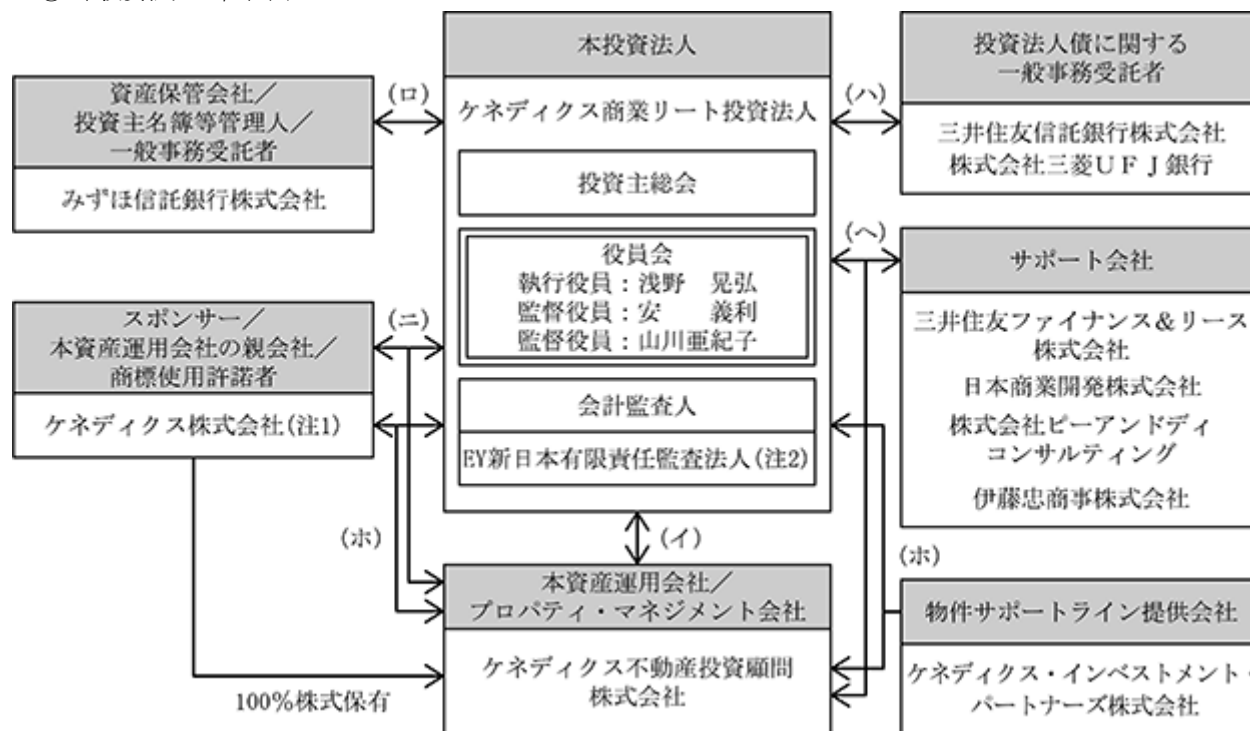 資産保管会社／
投資主名簿等管理人／
一般事務受託者
みずほ信託銀行株式会社
(ロ)
スポンサー／
本資産運用会社の親会社／
商標使用許諾者
ケネディクス株式会社(注1)
(ニ)
(ホ)
100%株式保有
本投資法人
ケネディクス商業リート投資法人
投資主総会
役員会
執行役員：浅野　晃弘
監督役員：安　　義利
監督役員：山川亜紀子
会計監査人
EY新日本有限責任監査法人(注2)
(イ)
本資産運用会社／
プロパティ・マネジメント会社
ケネディクス不動産投資顧問
株式会社
(ハ)
投資法人債に関する
一般事務受託者
三井住友信託銀行株式会社
株式会社三菱ＵＦＪ銀行
(ヘ)
サポート会社
三井住友ファイナンス＆リース
株式会社
日本商業開発株式会社
株式会社ピーアンドディ
コンサルティング
伊藤忠商事株式会社
(ホ)
物件サポートライン提供会社
ケネディクス・インベストメント・
パートナーズ株式会社